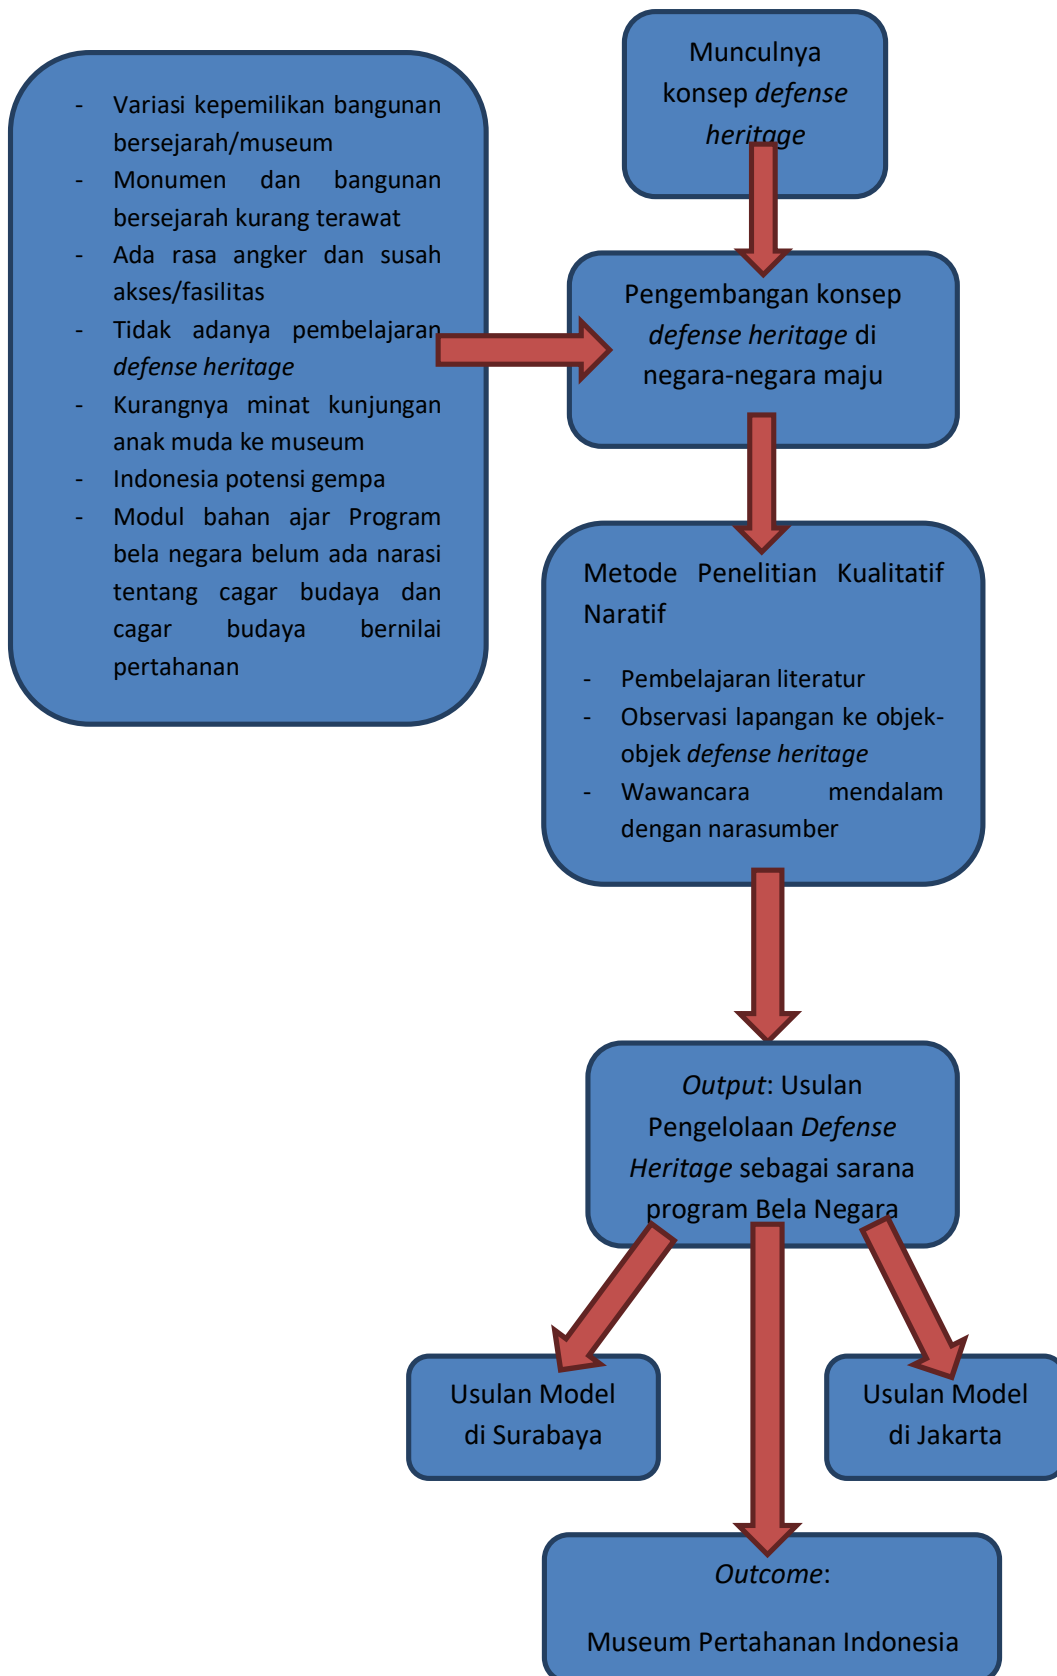 Munculnya
konsep defense
heritage
- Variasi kepemilikan bangunan
bersejarah/museum
- Monumen dan bangunan
bersejarah kurang terawat
- Ada rasa angker dan susah
akses/fasilitas
- Tidak adanya pembelajaran
defense heritage
- Kurangnya minat kunjungan
anak muda ke museum
- Indonesia potensi gempa
- Modul bahan ajar Program
bela negara belum ada narasi
tentang cagar budaya dan
cagar budaya bernilai
pertahanan
Pengembangan konsep
defense heritage di
negara-negara maju
Metode Penelitian Kualitatif
Naratif
- Pembelajaran literatur
- Observasi lapangan ke objek-
objek defense heritage
- Wawancara mendalam
dengan narasumber
Output: Usulan
Pengelolaan Defense
Heritage sebagai sarana
program Bela Negara
Usulan Model
di Surabaya
Usulan Model
di Jakarta
Outcome:
Museum Pertahanan Indonesia